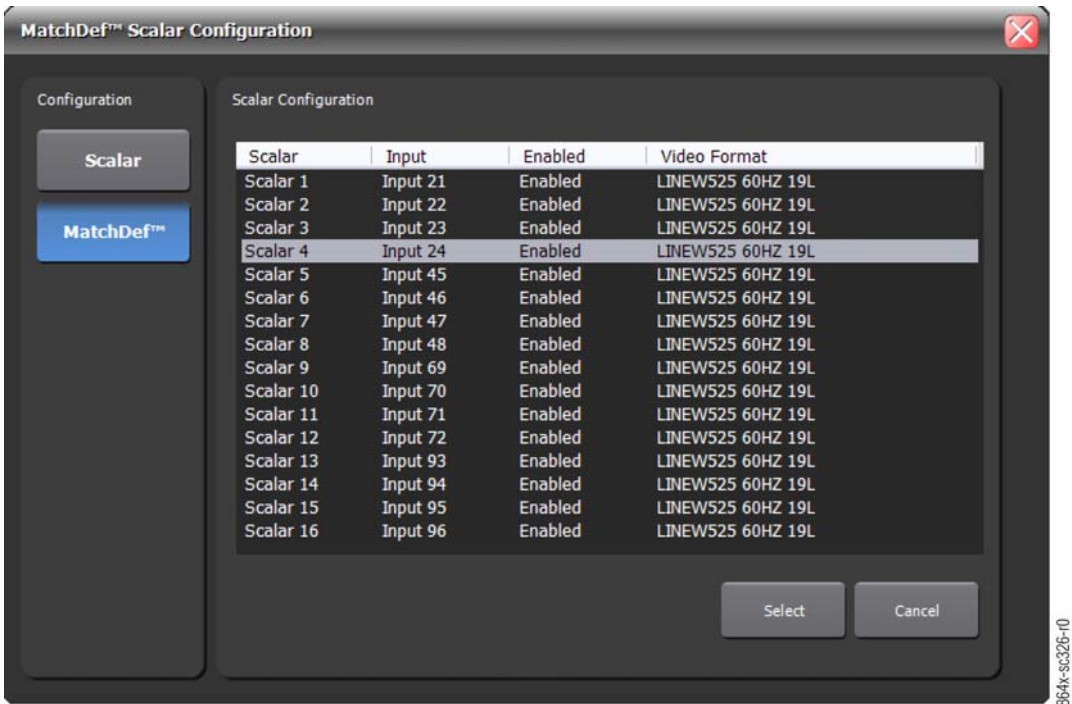 MatchDef™ Scalar Configuration
Configuration
Scalar
MatchDef™
Scalar Configuration
Scalar Input Enabled Video Format
Scalar 1 Input 21 Enabled LINEW525 60HZ 19L
Scalar 2 Input 22 Enabled LINEW525 60HZ 19L
Scalar 3 Input 23 Enabled LINEW525 60HZ 19L
Scalar 4 Input 24 Enabled LINEW525 60HZ 19L
Scalar 5 Input 45 Enabled LINEW525 60HZ 19L
Scalar 6 Input 46 Enabled LINEW525 60HZ 19L
Scalar 7 Input 47 Enabled LINEW525 60HZ 19L
Scalar 8 Input 48 Enabled LINEW525 60HZ 19L
Scalar 9 Input 69 Enabled LINEW525 60HZ 19L
Scalar 10 Input 70 Enabled LINEW525 60HZ 19L
Scalar 11 Input 71 Enabled LINEW525 60HZ 19L
Scalar 12 Input 72 Enabled LINEW525 60HZ 19L
Scalar 13 Input 93 Enabled LINEW525 60HZ 19L
Scalar 14 Input 94 Enabled LINEW525 60HZ 19L
Scalar 15 Input 95 Enabled LINEW525 60HZ 19L
Scalar 16 Input 96 Enabled LINEW525 60HZ 19L
Select Cancel
864x-sc326-r0